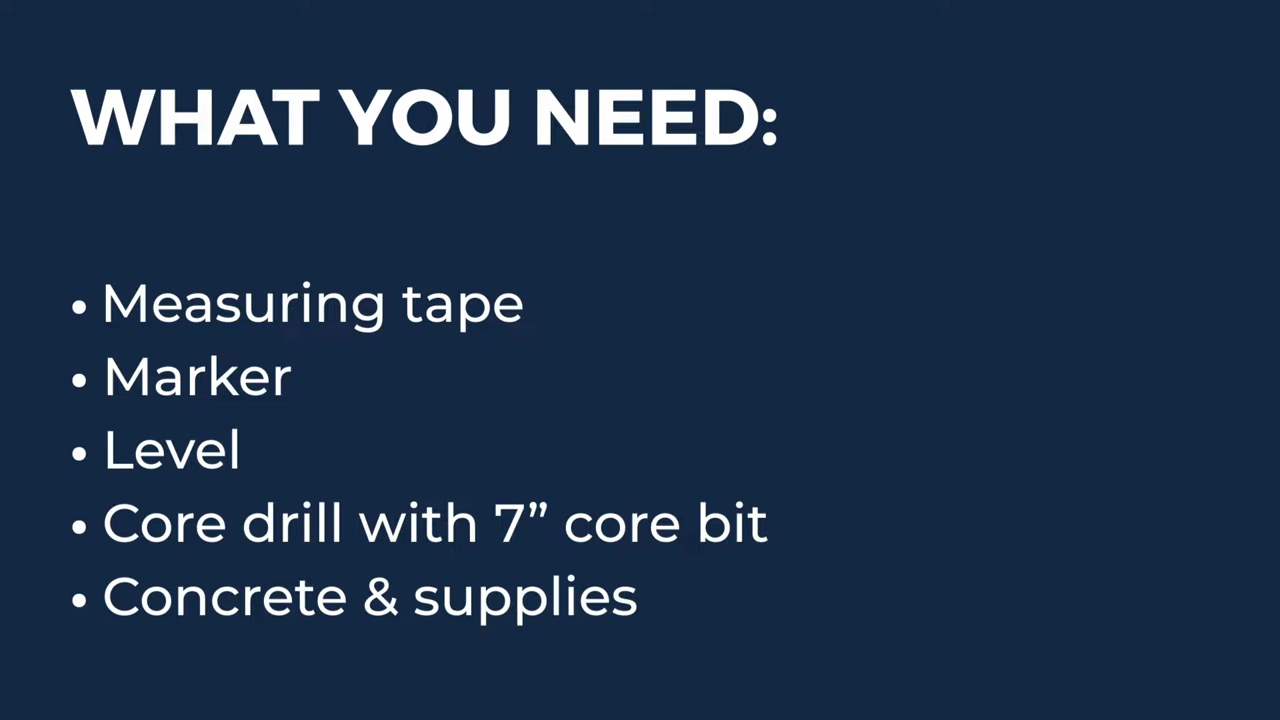 WHAT YOU NEED:
• Measuring tape
• Marker
• Level
• Core drill with 7” core bit
• Concrete & supplies